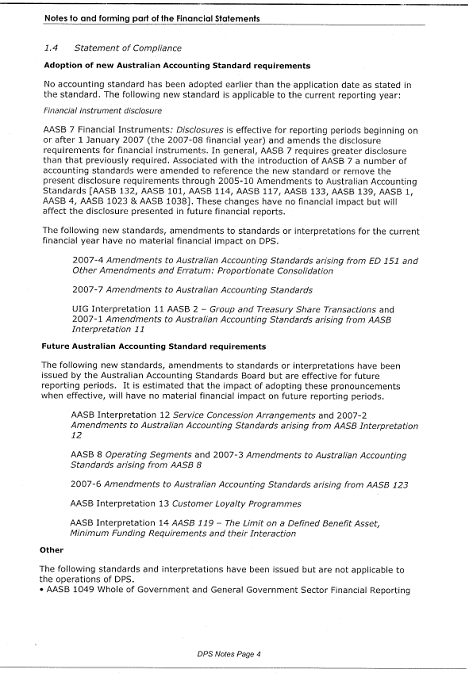 Notes to and forming part of the Financial Statements
1.4 Statement of Compliance
Adoption of new Australian Accounting Standard requirements
No accounting standard has been adopted earlier than the application date as stated in
the standard. The following new standard is applicable to the current reporting year:
Financial instrument disclosure
AASB 7 Financial Instruments: Disclosures is effective for reporting periods beginning on
or after 1 January 2007 (the 2007-08 financial year) and amends the disclosure
requirements for financial instruments. In general, AASB 7 requires greater disclosure
than that previously required. Associated with the introduction of AASB 7 a number of
accounting standards were amended to reference the new standard or remove the
present disclosure requirements through 2005-10 Amendments to Australian Accounting
Standards [AASB 132, AASB 101, AASB 114, AASB 117, AASB 133, AASB 139, AASB 1,
AASB 4, AASB 1023 & AASB 1038]. These changes have no financial impact but will
affect the disclosure presented in future financial reports.
The following new standards, amendments to standards or interpretations for the current
financial year have no material financial impact on DPS.
2007-4 Amendments to Australian Accounting Standards arising from ED 151 and
Other Amendments and Erratum: Proportionate Consolidation
2007-7 Amendments to Australian Accounting Standards
UIG Interpretation 11 AASB 2 – Group and Treasury Share Transactions and
2007-1 Amendments to Australian Accounting Standards arising from AASB
Interpretation 11
Future Australian Accounting Standard requirements
The following new standards, amendments to standards or interpretations have been
issued by the Australian Accounting Standards Board but are effective for future
reporting periods. It is estimated that the impact of adopting these pronouncements
when effective, will have no material financial impact on future reporting periods.
AASB Interpretation 12 Service Concession Arrangements and 2007-2
Amendments to Australian Accounting Standards arising from AASB Interpretation
12
AASB 8 Operating Segments and 2007-3 Amendments to Australian Accounting
Standards arising from AASB 8
2007-6 Amendments to Australian Accounting Standards arising from AASB 123
AASB Interpretation 13 Customer Loyalty Programmes
AASB Interpretation 14 AASB 119 – The Limit on a Defined Benefit Asset,
Minimum Funding Requirements and their Interaction
Other
The following standards and interpretations have been issued but are not applicable to
the operations of DPS.
• AASB 1049 Whole of Government and General Government Sector Financial Reporting
DPS Notes Page 4